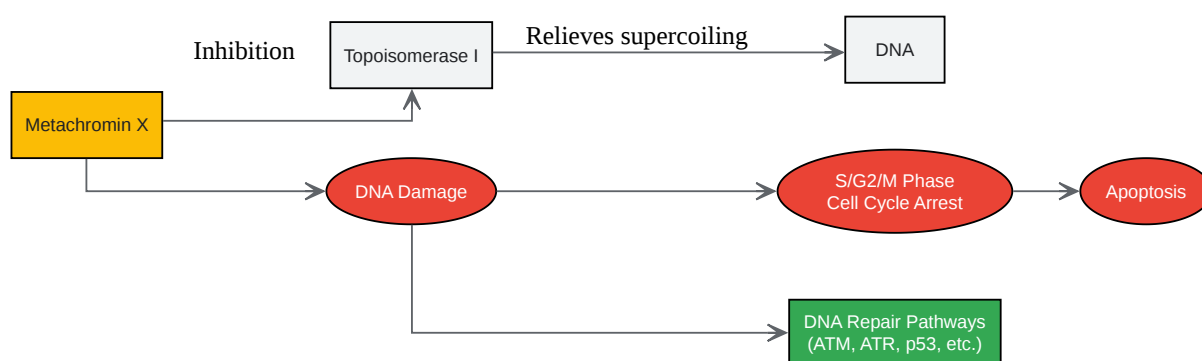 Inhibition
Topoisomerase I
Relieves supercoiling
DNA
Metachromin X
DNA Damage
S/G2/M Phase
Cell Cycle Arrest
Apoptosis
DNA Repair Pathways
(ATM, ATR, p53, etc.)